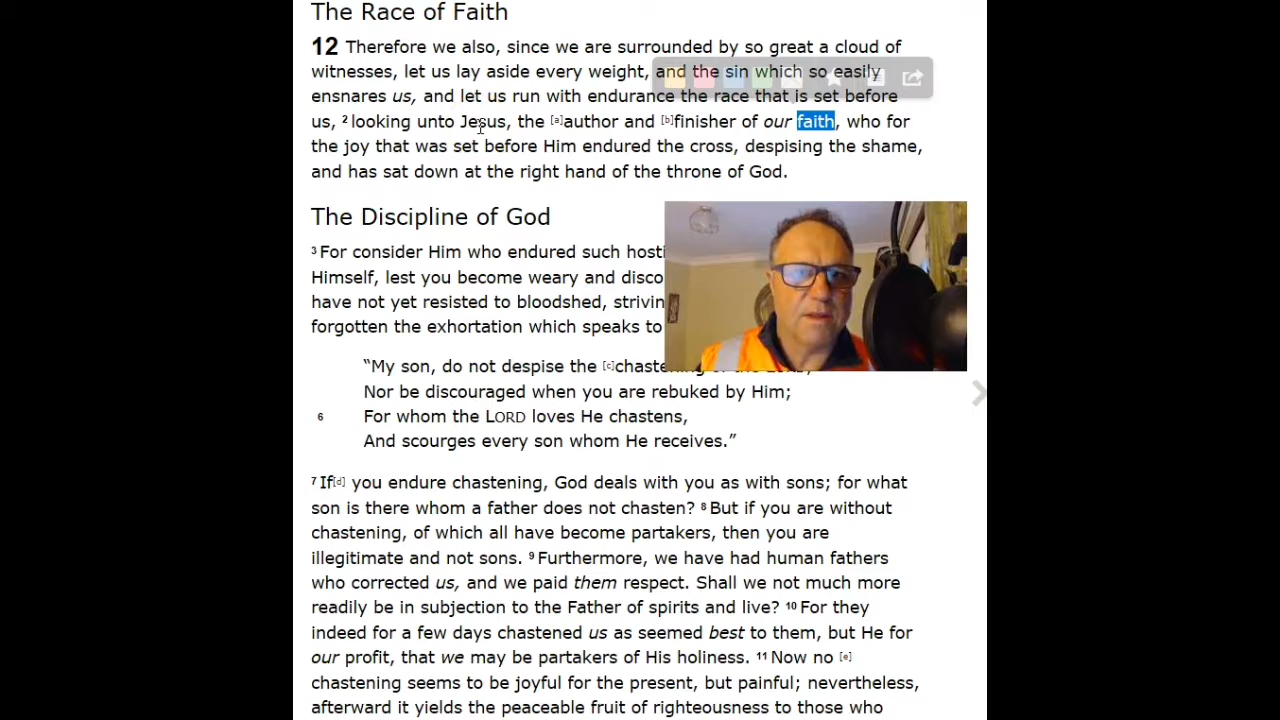 The Race of Faith
12 Therefore we also, since we are surrounded by so great a cloud of
witnesses, let us lay aside every weight, and the sin which so easily
ensnares us, and let us run with endurance the race that is set before
us, 2 looking unto Jesus, the [a]author and [b]finisher of our faith, who for
the joy that was set before Him endured the cross, despising the shame,
and has sat down at the right hand of the throne of God.
The Discipline of God
3 For consider Him who endured such hosti
Himself, lest you become weary and disco
have not yet resisted to bloodshed, strivin
forgotten the exhortation which speaks to
“My son, do not despise the [c]chastening of the LORD,
Nor be discouraged when you are rebuked by Him;
6 For whom the LORD loves He chastens,
And scourges every son whom He receives.”
7 If[d] you endure chastening, God deals with you as with sons; for what
son is there whom a father does not chasten? 8 But if you are without
chastening, of which all have become partakers, then you are
illegitimate and not sons. 9 Furthermore, we have had human fathers
who corrected us, and we paid them respect. Shall we not much more
readily be in subjection to the Father of spirits and live? 10 For they
indeed for a few days chastened us as seemed best to them, but He for
our profit, that we may be partakers of His holiness. 11 Now no [e]
chastening seems to be joyful for the present, but painful; nevertheless,
afterward it yields the peaceable fruit of righteousness to those who